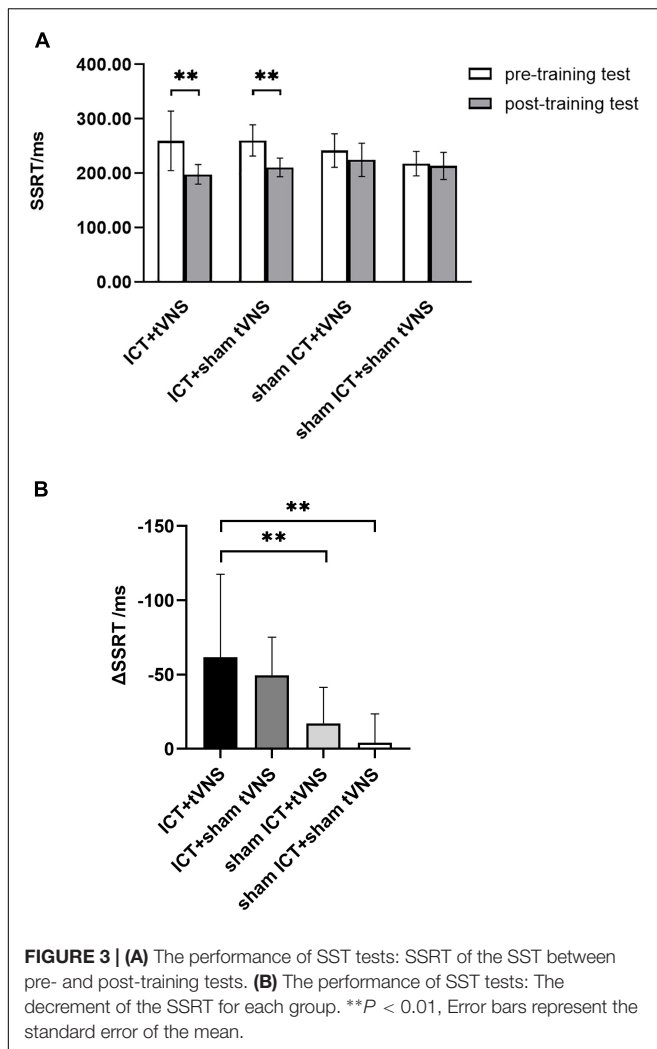 A
400.00
300.00
200.00
100.00
0.00
SSRT/ms
**
**
pre-training test
post-training test
ICT+tVNS
ICT+sham tVNS
sham ICT+tVNS
sham ICT+sham tVNS
B
-150
-100
-50
0
ΔSSRT /ms
**
**
ICT+tVNS
ICT+sham tVNS
sham ICT+tVNS
sham ICT+sham tVNS
FIGURE 3 | (A) The performance of SST tests: SSRT of the SST between
pre- and post-training tests. (B) The performance of SST tests: The
decrement of the SSRT for each group. **P < 0.01, Error bars represent the
standard error of the mean.